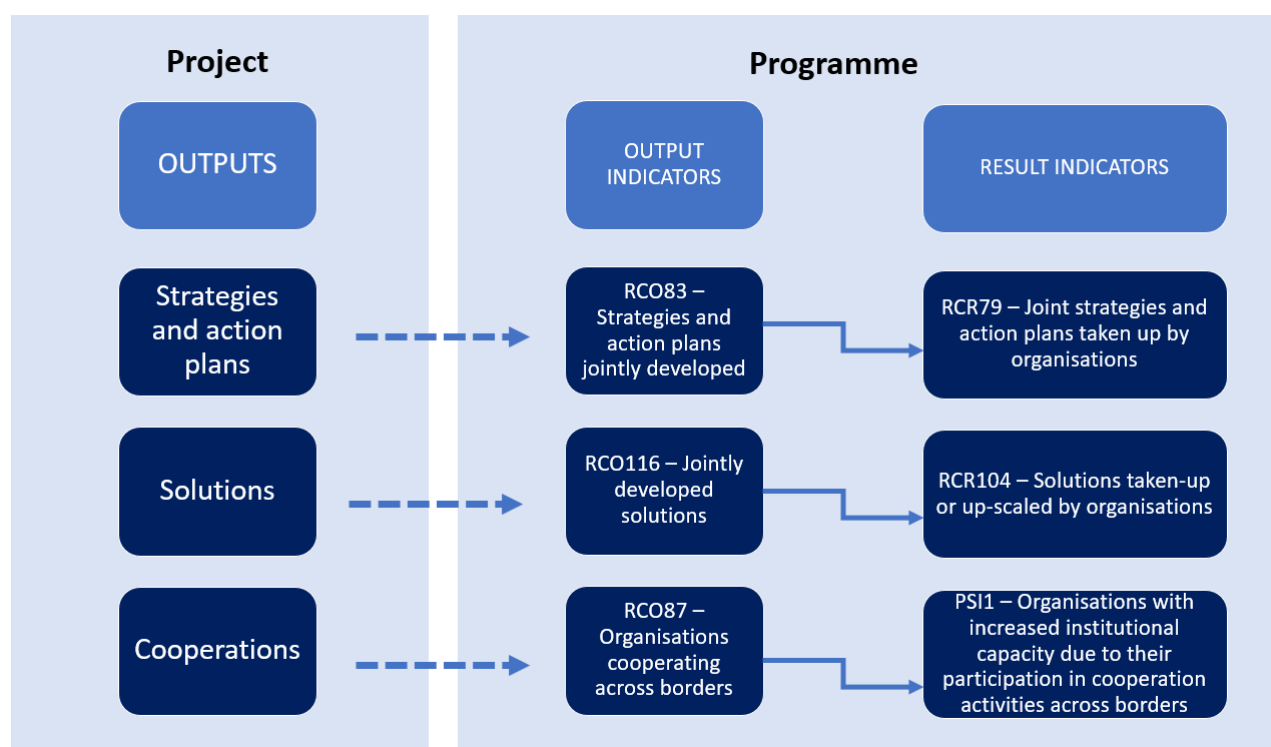 Project
Programme
OUTPUTS
OUTPUT
INDICATORS
RESULT INDICATORS
Strategies
and action
plans
RCO83 –
Strategies and
action plans
jointly developed
RCR79 – Joint strategies and
action plans taken up by
organisations
Solutions
RCO116 – Jointly
developed
solutions
RCR104 – Solutions taken-up
or up-scaled by organisations
Cooperations
RCO87 –
Organisations
cooperating
across borders
PSI1 – Organisations with
increased institutional
capacity due to their
participation in cooperation
activities across borders